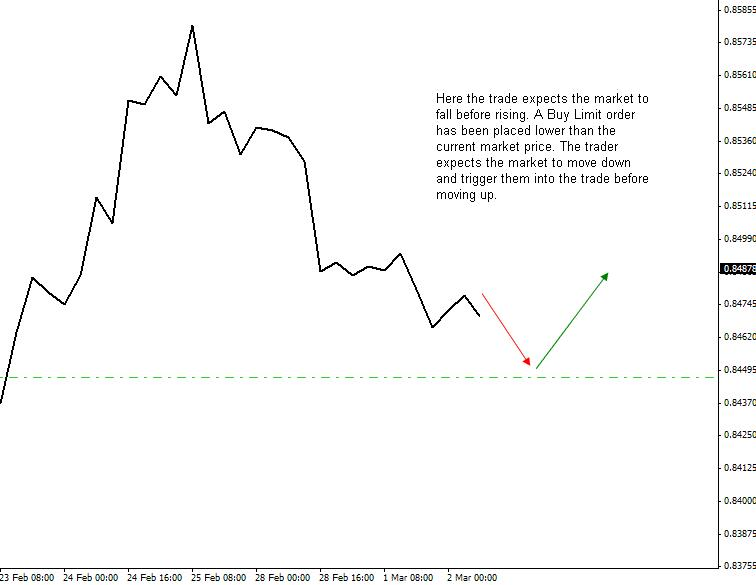 0.85855
0.85735
0.85610
Here the trade expects the market to
fall before rising. A Buy Limit order
has been placed lower than the
current market price. The trader
expects the market to move down
and trigger them into the trade before
moving up.
0.85485
0.85360
0.85240
0.85115
0.84990
0.84878
0.84745
0.84620
0.84495
0.84370
0.84250
0.84125
0.84000
0.83875
0.83755
23 Feb 08:00 24 Feb 00:00 24 Feb 16:00 25 Feb 08:00 28 Feb 00:00 28 Feb 16:00 1 Mar 08:00 2 Mar 00:00